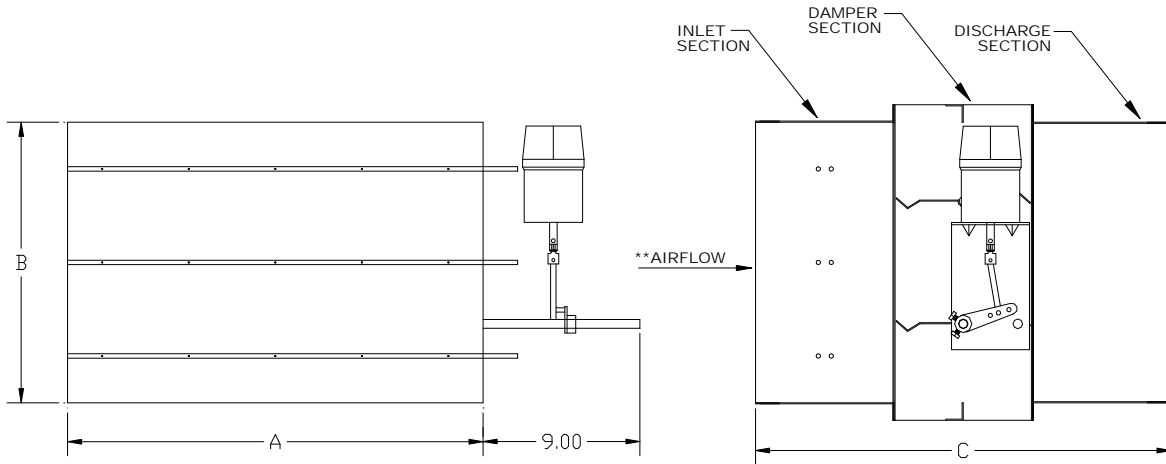 INLET
SECTION
DAMPER
SECTION
DISCHARGE
SECTION
B
**AIRFLOW
A
9.00
C